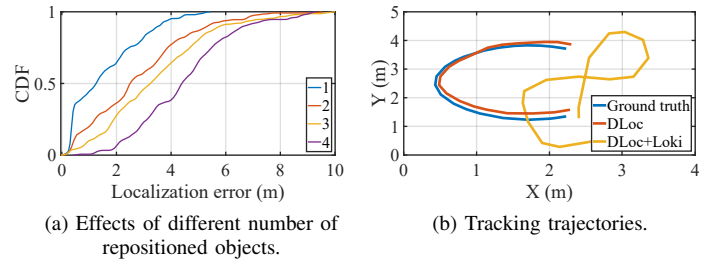 1
0.5
0
CDF
0 2 4 6 8 10
Localization error (m)
1
2
3
4
(a) Effects of different number of
repositioned objects.
5
4
3
2
1
0
Y (m)
0 1 2 3 4
X (m)
Ground truth
DLoc
DLoc+Loki
(b) Tracking trajectories.